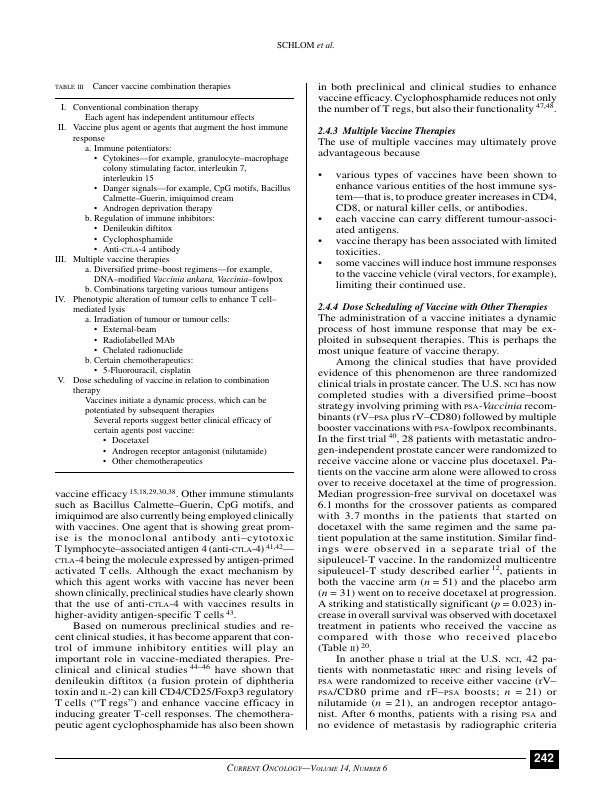 SCHLOM et al.
TABLE III Cancer vaccine combination therapies
I. Conventional combination therapy
Each agent has independent antitumour effects
II. Vaccine plus agent or agents that augment the host immune
response
a. Immune potentiators:
• Cytokines—for example, granulocyte–macrophage
colony stimulating factor, interleukin 7,
interleukin 15
• Danger signals—for example, CpG motifs, Bacillus
Calmette–Guerin, imiquimod
• Androgen deprivation therapy
b. Regulation of immune inhibitors:
• Denileukin diftitox
• Cyclophosphamide
• Anti-CTLA-4 antibody
III. Multiple vaccine therapies
a. Diversified prime–boost regimens—for example,
DNA–modified Vaccinia ankara, Vaccinia–fowlpox
b. Combinations targeting various tumour antigens
IV. Phenotypic alteration of tumour cells to enhance T cell–
mediated lysis
a. Irradiation of tumour or tumour cells:
• External-beam
• Radiolabelled MAb
• Chelated radionuclide
b. Certain chemotherapeutics:
• 5-Fluorouracil, cisplatin
V. Dose scheduling of vaccine in relation to combination
therapy
Vaccines initiate a dynamic process, which can be
potentiated by subsequent therapies
Several reports suggest better clinical efficacy of
certain agents post vaccine:
• Docetaxel
• Androgen receptor antagonist (nilutamide)
• Other chemotherapeutics
vaccine efficacy 15,18,29,30,38. Other immune stimulants
such as Bacillus Calmette–Guerin, CpG motifs, and
imiquimod are also currently being employed clinically
with vaccines. One agent that is showing great prom-
ise is the monoclonal antibody anti–cytotoxic
T lymphocyte–associated antigen 4 (anti-CTLA-4) 41,42—
CTLA-4 being the molecule expressed by antigen-primed
activated T cells. Although the exact mechanism by
which this agent works with vaccine has never been
shown clinically, preclinical studies have clearly shown
that the use of anti-CTLA-4 with vaccines results in
higher-avidity antigen-specific T cells 43.
Based on numerous preclinical studies and re-
cent clinical studies, it has become apparent that con-
trol of immune inhibitory entities will play an
important role in vaccine-mediated therapies. Pre-
clinical and clinical studies 44–46 have shown that
denileukin diftitox (a fusion protein of diphtheria
toxin and IL-2) can kill CD4/CD25/Foxp3 regulatory
T cells (“T regs”) and enhance vaccine efficacy in
inducing greater T-cell responses. The chemothera-
peutic agent cyclophosphamide has also been shown
in both preclinical and clinical studies to enhance
vaccine efficacy. Cyclophosphamide reduces not only
the number of T regs, but also their functionality 47,48.
2.4.3 Multiple Vaccine Therapies
The use of multiple vaccines may ultimately prove
advantageous because
• various types of vaccines have been shown to
enhance various entities of the host immune sys-
tem—that is, to produce greater increases in CD4,
CD8, or natural killer cells, or antibodies.
• each vaccine can carry different tumour-associ-
ated antigens.
• vaccine therapy has been associated with limited
toxicities.
• some vaccines will induce host immune responses
to the vaccine vehicle (viral vectors, for example),
limiting their continued use.
2.4.4 Dose Scheduling of Vaccine with Other Therapies
The administration of a vaccine initiates a dynamic
process of host immune response that may be ex-
ploited in subsequent therapies. This is perhaps the
most unique feature of vaccine therapy.
Among the clinical studies that have provided
evidence of this phenomenon are three randomized
clinical trials in prostate cancer. The U.S. NCI has now
completed studies with a diversified prime–boost
strategy involving priming with PSA-Vaccinia recom-
binants (rV–PSA plus rV–CD80) followed by multiple
booster vaccinations with PSA–fowlpox recombinants.
In the first trial 40, 28 patients with metastatic andro-
gen-independent prostate cancer were randomized to
receive vaccine alone or vaccine plus docetaxel. Pa-
tients on the vaccine arm alone were allowed to cross
over to receive docetaxel at the time of progression.
Median progression-free survival on docetaxel was
6.1 months for the crossover patients as compared
with 3.7 months in the patients that started on
docetaxel with the same regimen and the same pa-
tient population at the same institution. Similar find-
ings were observed in a separate trial of the
sipuleucel-T vaccine. In the randomized multicentre
sipuleucel-T study described earlier 12, patients in
both the vaccine arm (n = 51) and the placebo arm
(n = 31) went on to receive docetaxel at progression.
A striking and statistically significant (p = 0.023) in-
crease in overall survival was observed with docetaxel
treatment in patients who received the vaccine as
compared with those who received placebo
(Table II) 20.
In another phase II trial at the U.S. NCI, 42 pa-
tients with nonmetastatic HRPC and rising levels of
PSA were randomized to receive either vaccine (rV–
PSA/CD80 prime and rF–PSA boosts; n = 21) or
nilutamide (n = 21), an androgen receptor antago-
nist. After 6 months, patients with a rising PSA and
no evidence of metastasis by radiographic criteria
242
CURRENT ONCOLOGY—VOLUME 14, NUMBER 6